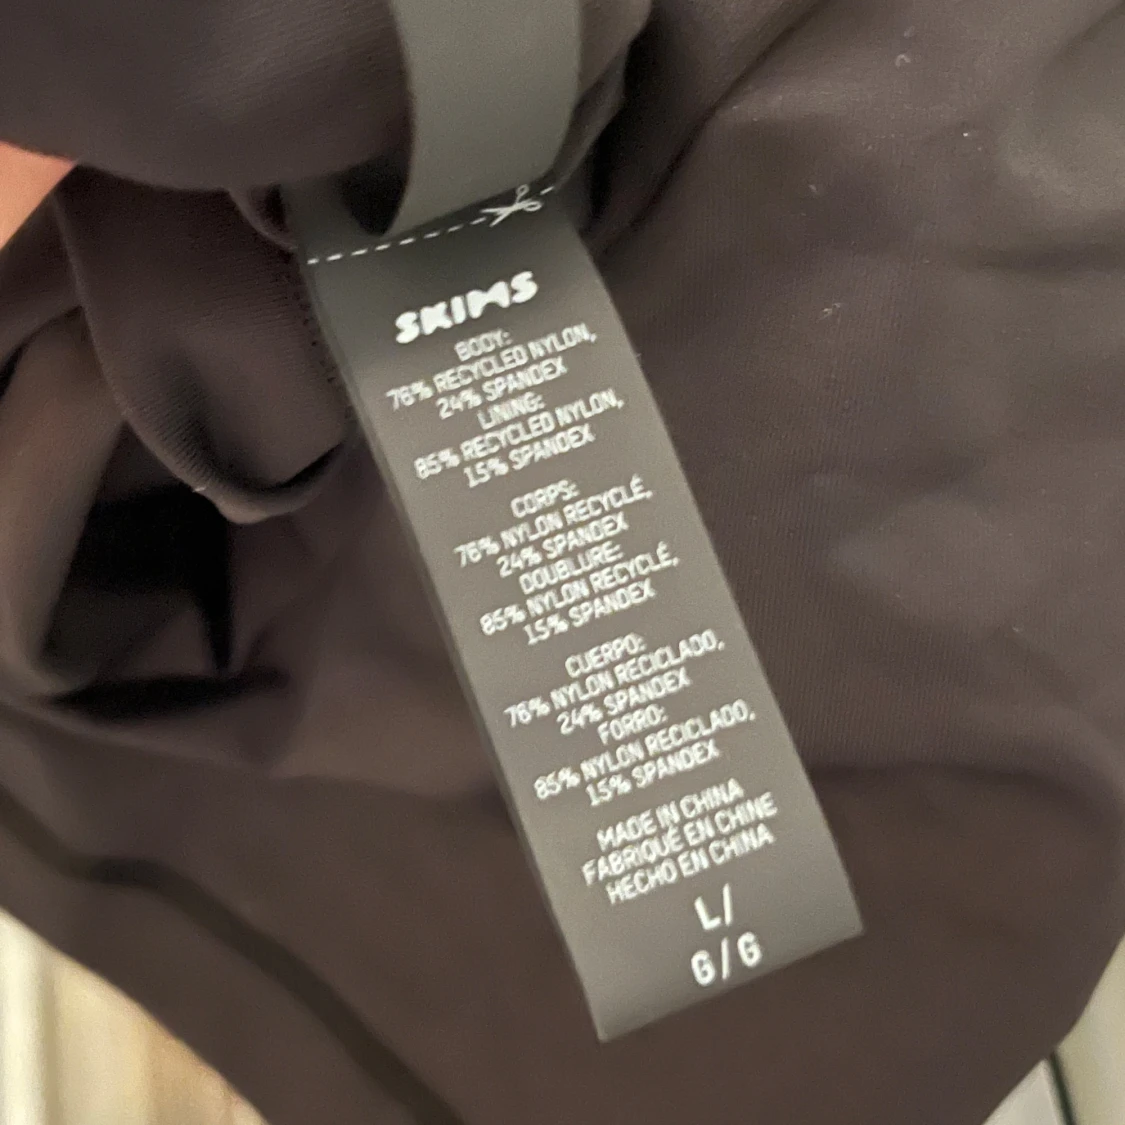 SKIMS
BODY:
76% RECYCLED NYLON,
24% SPANDEX
LINING:
85% RECYCLED NYLON,
15% SPANDEX
CORPS:
76% NYLON RECYCLÉ,
24% SPANDEX
DOUBLURE:
85% NYLON RECYCLÉ,
15% SPANDEX
CUERPO:
76% NYLON RECICLADO,
24% SPANDEX
FORRO:
85% NYLON RECICLADO,
15% SPANDEX
MADE IN CHINA
FABRIQUÉ EN CHINE
HECHO EN CHINA
L/
G/G